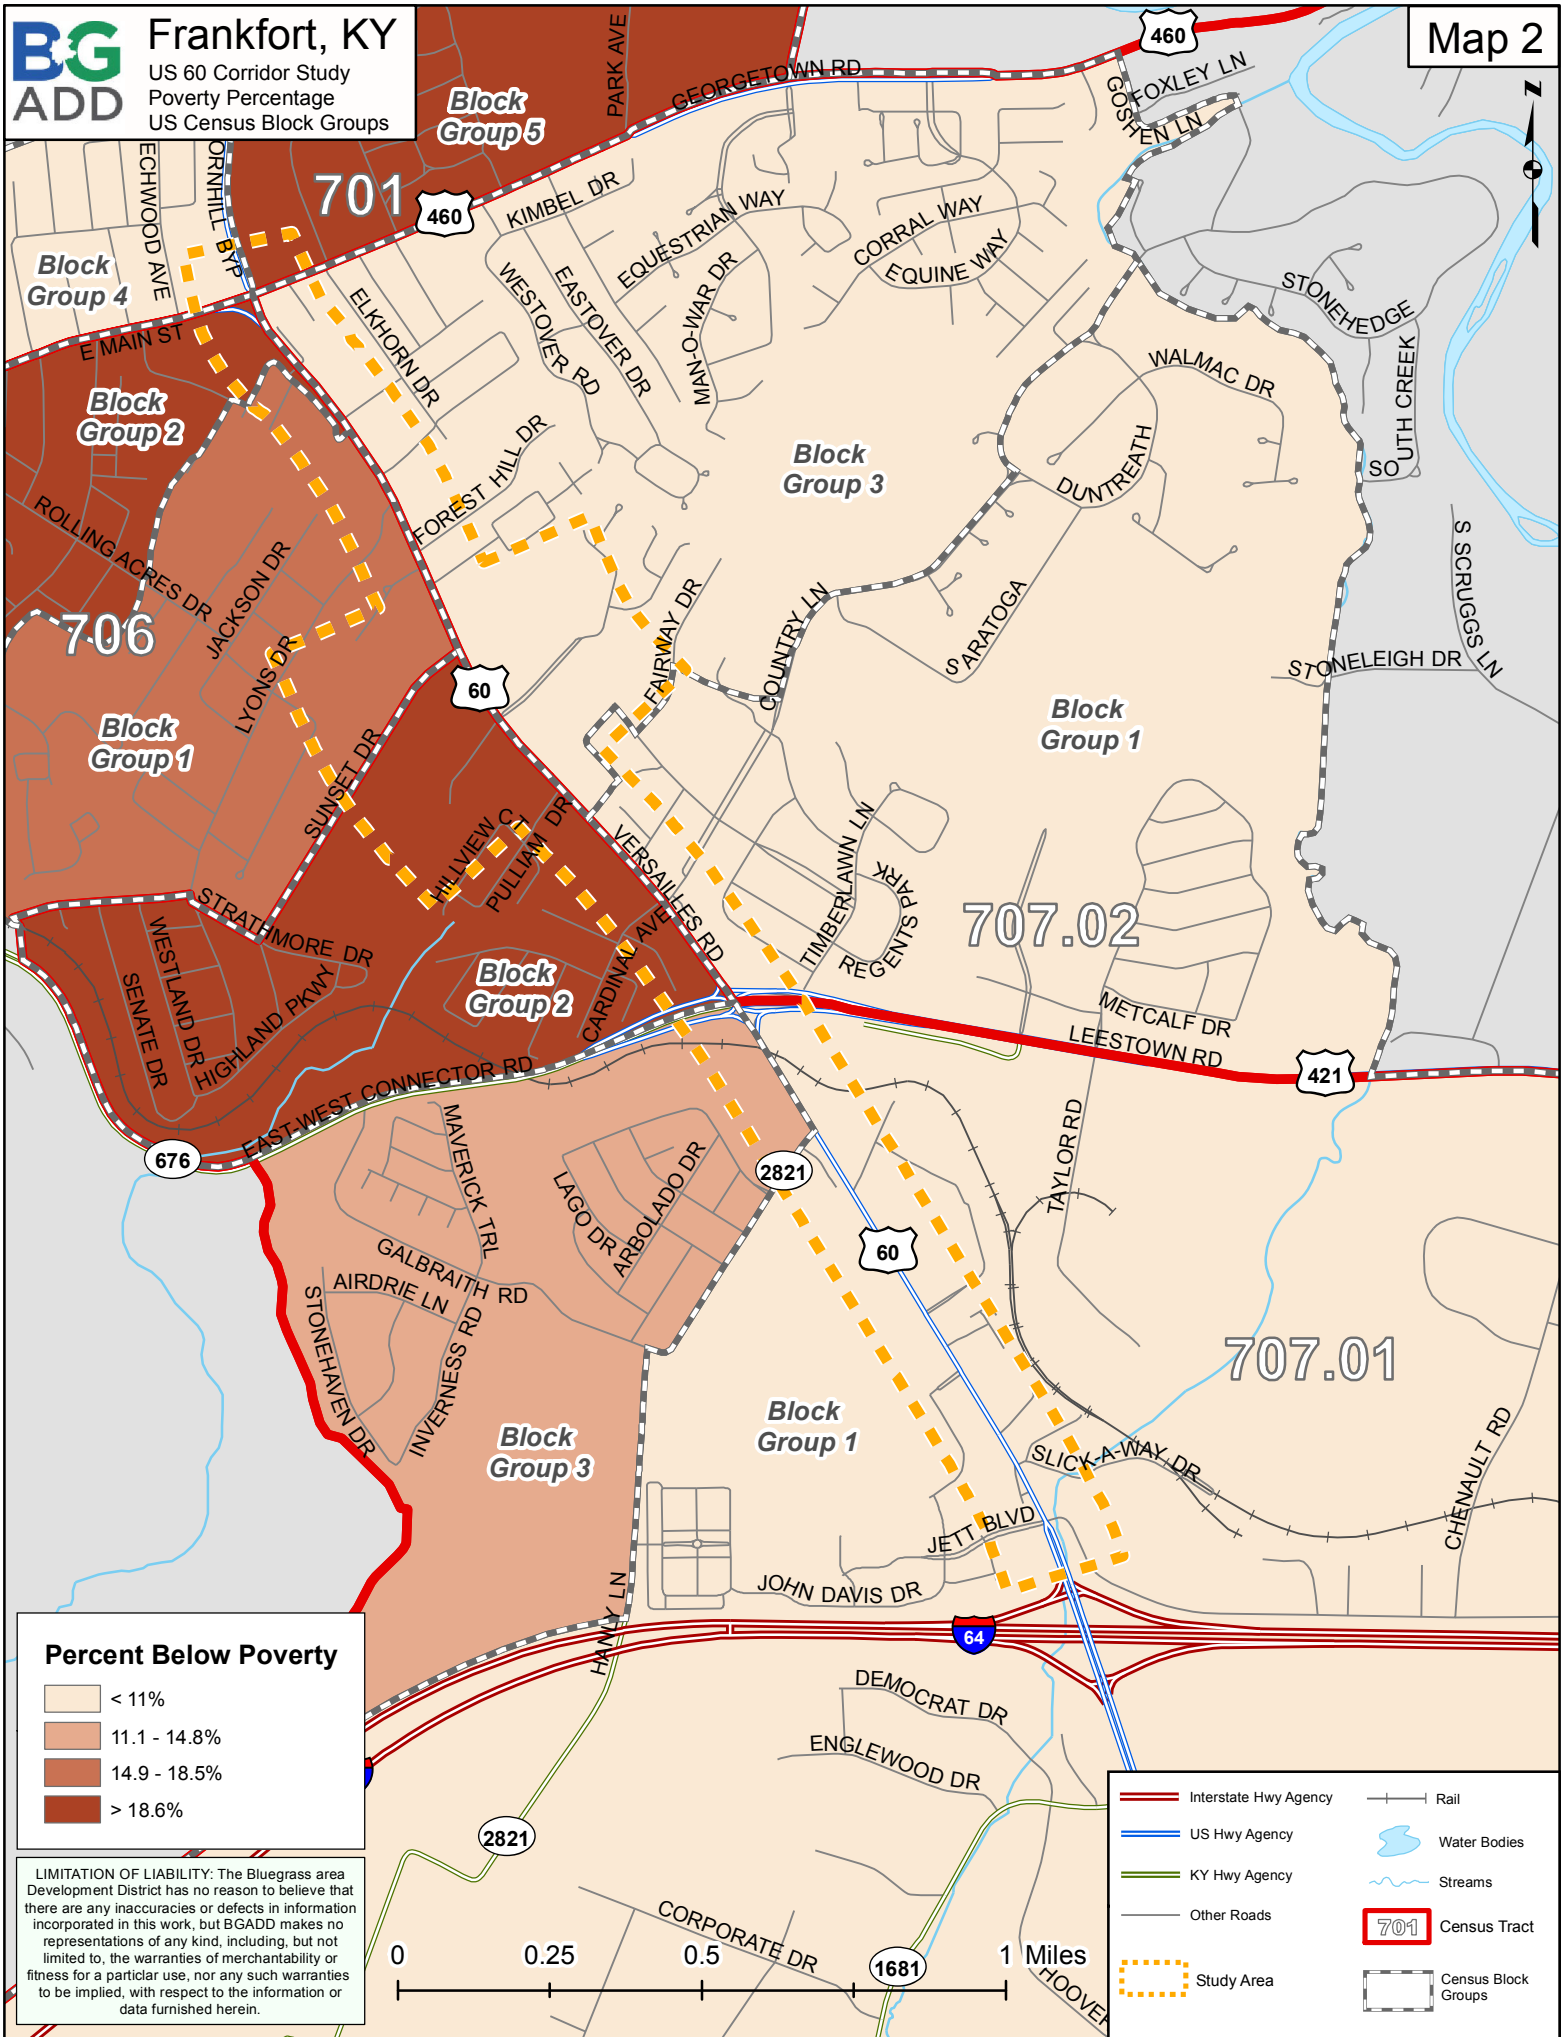 BG
ADD
Frankfort, KY
US 60 Corridor Study
Poverty Percentage
US Census Block Groups
Map 2
460
PARK AVE
GEORGETOWN RD
FOXLEY LN
GOSHEN LN
N
Block
Group 5
ECHWOOD AVE
ORNHILL BYP
701
460
KIMBEL DR
EQUESTRIAN WAY
CORRAL WAY
EQUINE WAY
Block
Group 4
WESTOVER RD
EASTOVER DR
MAN-O-WAR DR
ELKHORN DR
STONEHEDGE
E MAIN ST
WALMAC DR
SOUTH CREEK
Block
Group 2
Block
Group 3
FOREST HILL DR
DUNTREATH
ROLLING ACRES DR
JACKSON DR
S SCRUGGS LN
706
FAIRWAY DR
COUNTRY LN
S ARATOGA
STONELEIGH DR
LYONS DR
60
Block
Group 1
Block
Group 1
SUNSET DR
HILLVIEW CT
PULLIAM DR
VERSAILLES RD
TIMBERLAWN LN
REGENTS PARK
STRATHMORE DR
707.02
WESTLAND DR
SENATE DR
HIGHLAND PKWY
Block
Group 2
CARDINAL AVE
METCALF DR
LEESTOWN RD
421
EAST-WEST CONNECTOR RD
676
MAVERICK TRL
TAYLOR RD
2821
LAGO DR
ARBOLADO DR
60
GALBRAITH RD
AIRDRIE LN
STONEHAVEN DR
INVERNESS RD
707.01
Block
Group 3
Block
Group 1
SLICK-A-WAY DR
CHENAULT RD
JETT BLVD
JOHN DAVIS DR
HANLY LN
64
DEMOCRAT DR
ENGLEWOOD DR
Percent Below Poverty
< 11%
11.1 - 14.8%
14.9 - 18.5%
> 18.6%
2821
LIMITATION OF LIABILITY: The Bluegrass area
Development District has no reason to believe that
there are any inaccuracies or defects in information
incorporated in this work, but BGADD makes no
representations of any kind, including, but not
limited to, the warranties of merchantability or
fitness for a particlar use, nor any such warranties
to be implied, with respect to the information or
data furnished herein.
CORPORATE DR
1681
HOOVER
0 0.25 0.5 1 Miles
Interstate Hwy Agency
US Hwy Agency
KY Hwy Agency
Other Roads
Study Area
Rail
Water Bodies
Streams
701 Census Tract
Census Block
Groups